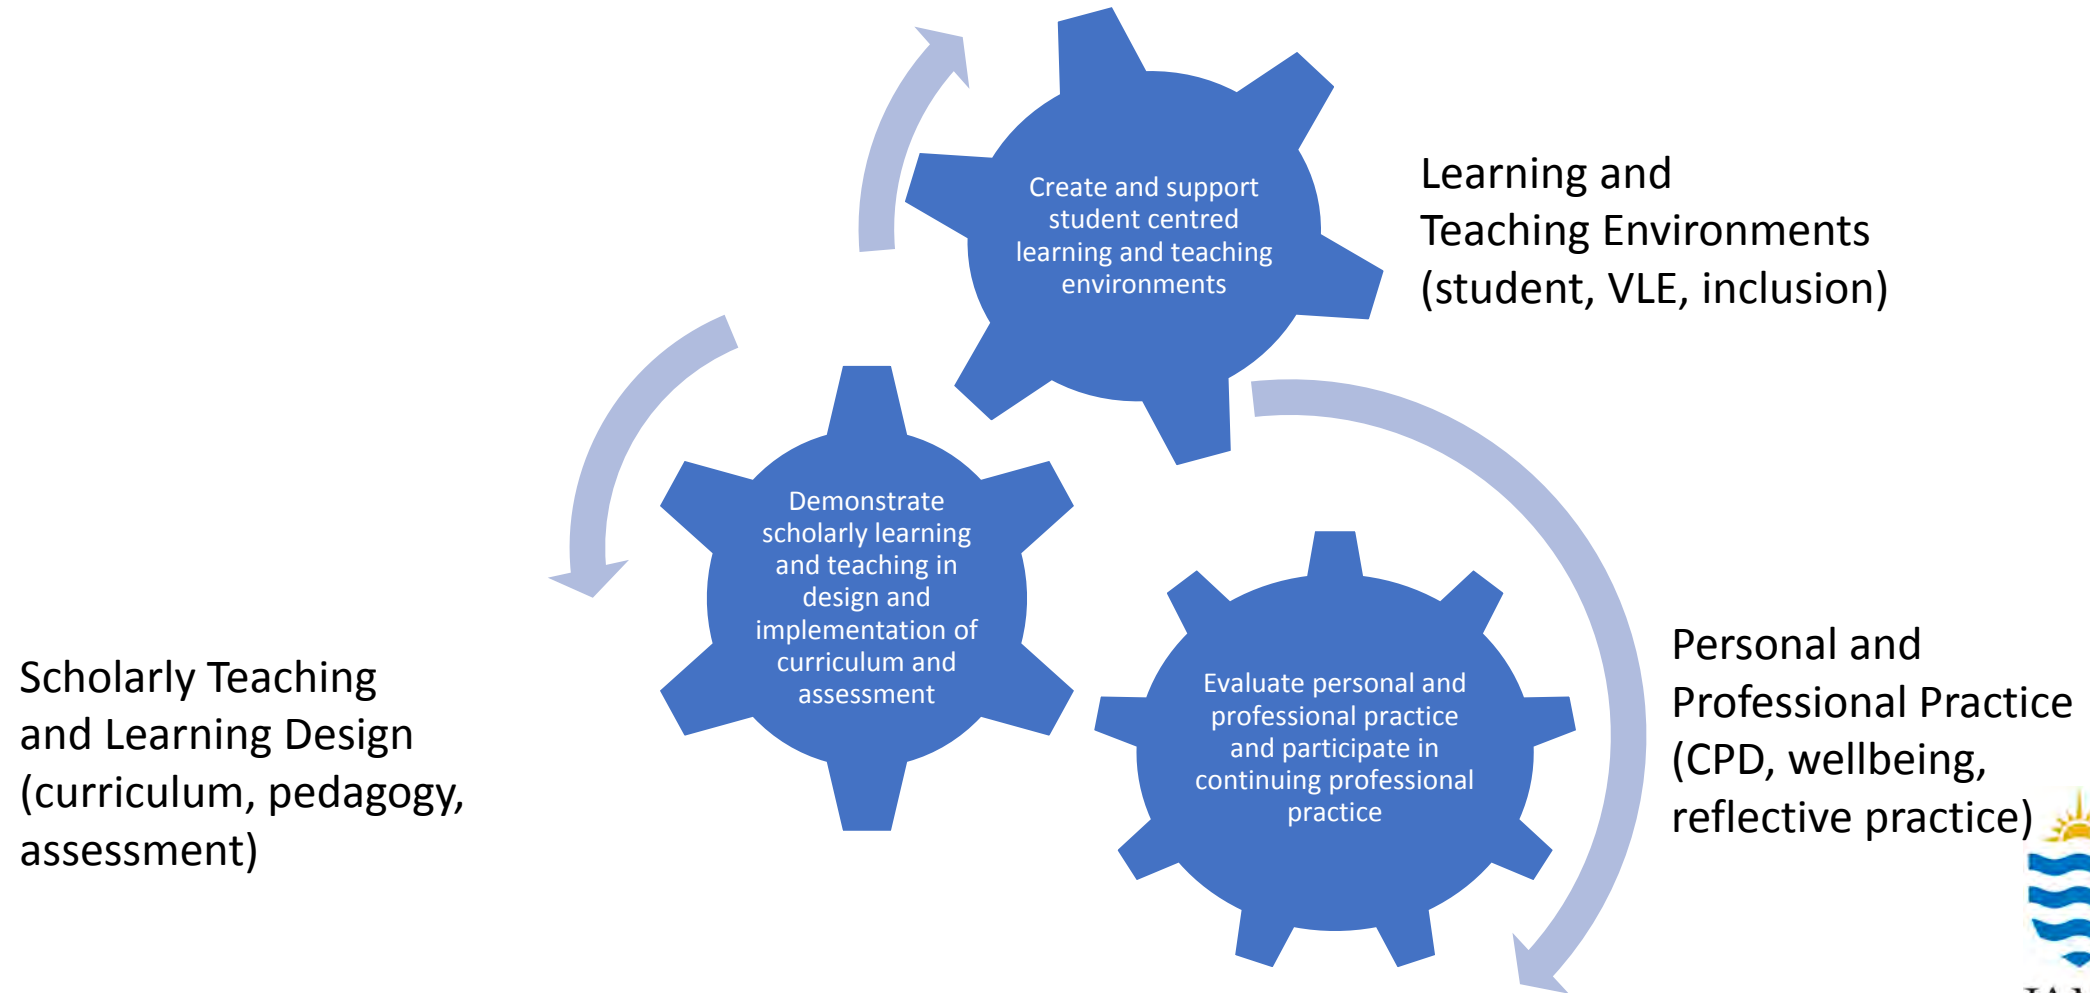 Create and support
student centred
learning and teaching
environments
Learning and
Teaching Environments
(student, VLE, inclusion)
Demonstrate
scholarly learning
and teaching in
design and
implementation of
curriculum and
assessment
Scholarly Teaching
and Learning Design
(curriculum, pedagogy,
assessment)
Evaluate personal and
professional practice
and participate in
continuing professional
practice
Personal and
Professional Practice
(CPD, wellbeing,
reflective practice)